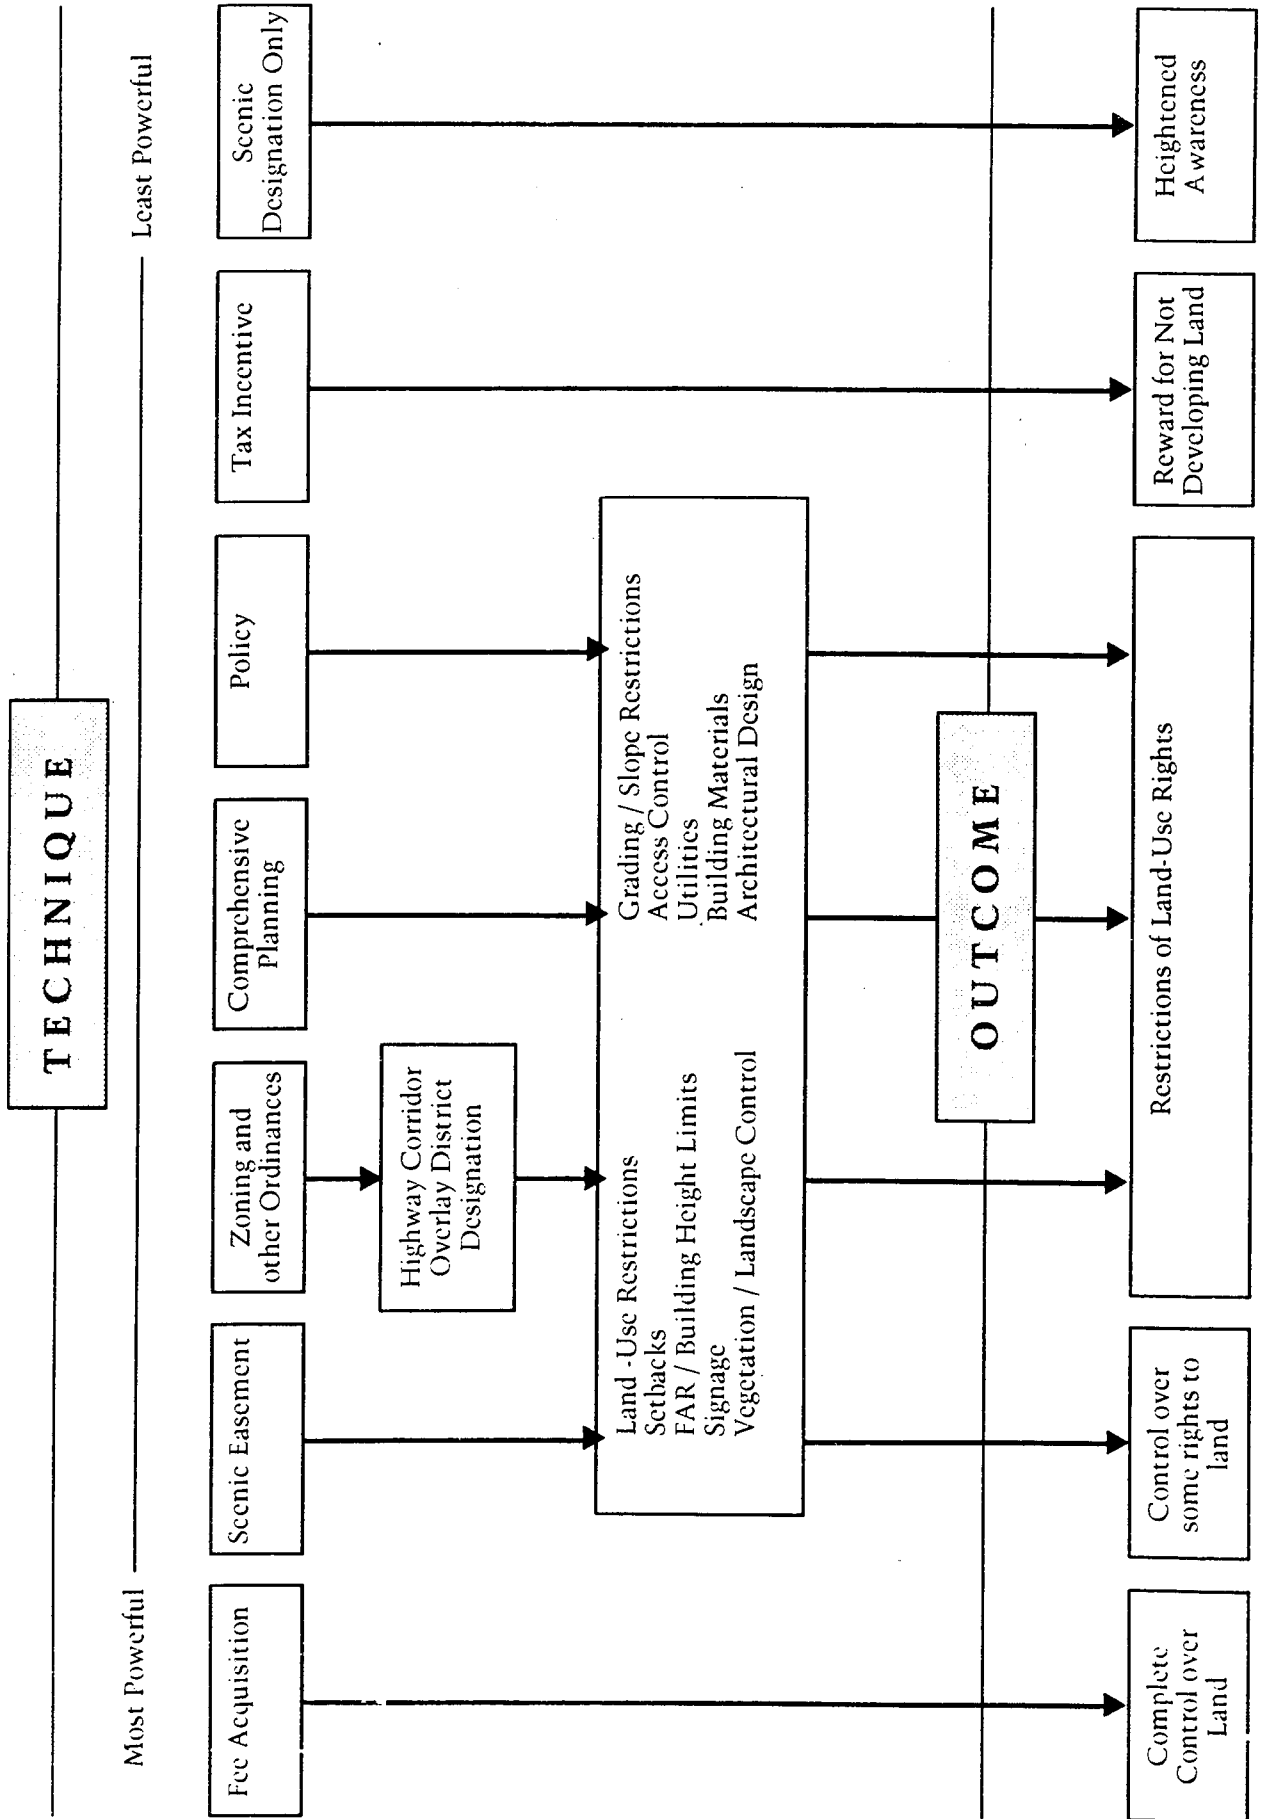 TECHNIQUE
Most Powerful
Least Powerful
Fee Acquisition
Scenic Easement
Zoning and
other Ordinances
Comprehensive
Planning
Policy
Tax Incentive
Scenic
Designation Only
Highway Corridor
Overlay District
Designation
Land -Use Restrictions
Setbacks
FAR / Building Height Limits
Signage
Vegetation / Landscape Control
Grading / Slope Restrictions
Access Control
Utilities
Building Materials
Architectural Design
OUTCOME
Complete
Control over
Land
Control over
some rights to
land
Restrictions of Land-Use Rights
Reward for Not
Developing Land
Heightened
Awareness